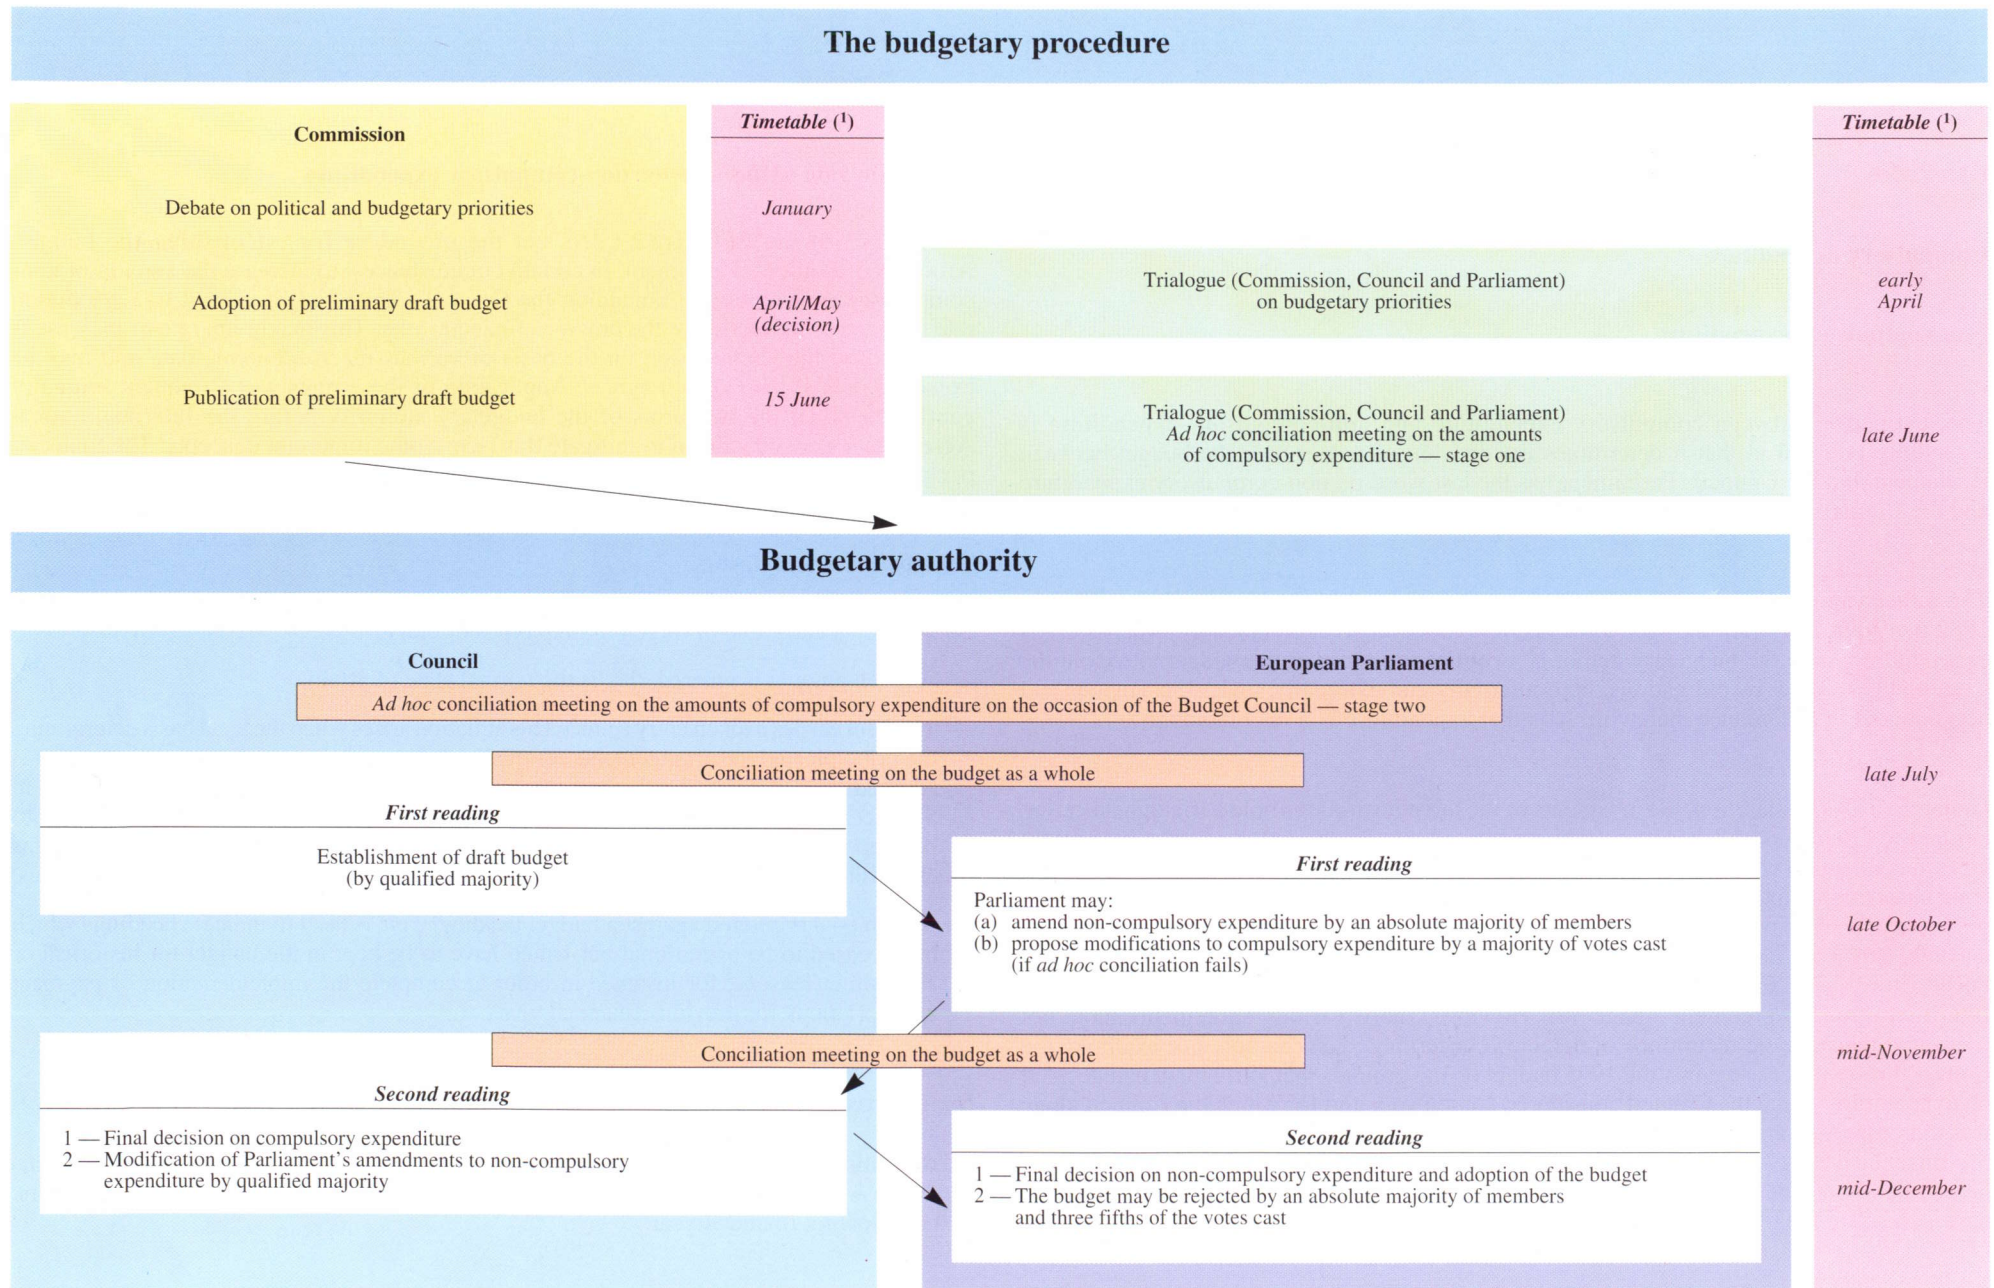 The budgetary procedure
Commission
Timetable (¹)
Debate on political and budgetary priorities
January
Adoption of preliminary draft budget
April/May
(decision)
Publication of preliminary draft budget
15 June
Timetable (¹)
Trialogue (Commission, Council and Parliament)
on budgetary priorities
early
April
Trialogue (Commission, Council and Parliament)
Ad hoc conciliation meeting on the amounts
of compulsory expenditure — stage one
late June
Budgetary authority
Council
European Parliament
Ad hoc conciliation meeting on the amounts of compulsory expenditure on the occasion of the Budget Council — stage two
Conciliation meeting on the budget as a whole
late July
First reading
Establishment of draft budget
(by qualified majority)
First reading
Parliament may:
(a) amend non-compulsory expenditure by an absolute majority of members
(b) propose modifications to compulsory expenditure by a majority of votes cast
(if ad hoc conciliation fails)
late October
Conciliation meeting on the budget as a whole
mid-November
Second reading
1 — Final decision on compulsory expenditure
2 — Modification of Parliament's amendments to non-compulsory
expenditure by qualified majority
Second reading
1 — Final decision on non-compulsory expenditure and adoption of the budget
2 — The budget may be rejected by an absolute majority of members
and three fifths of the votes cast
mid-December